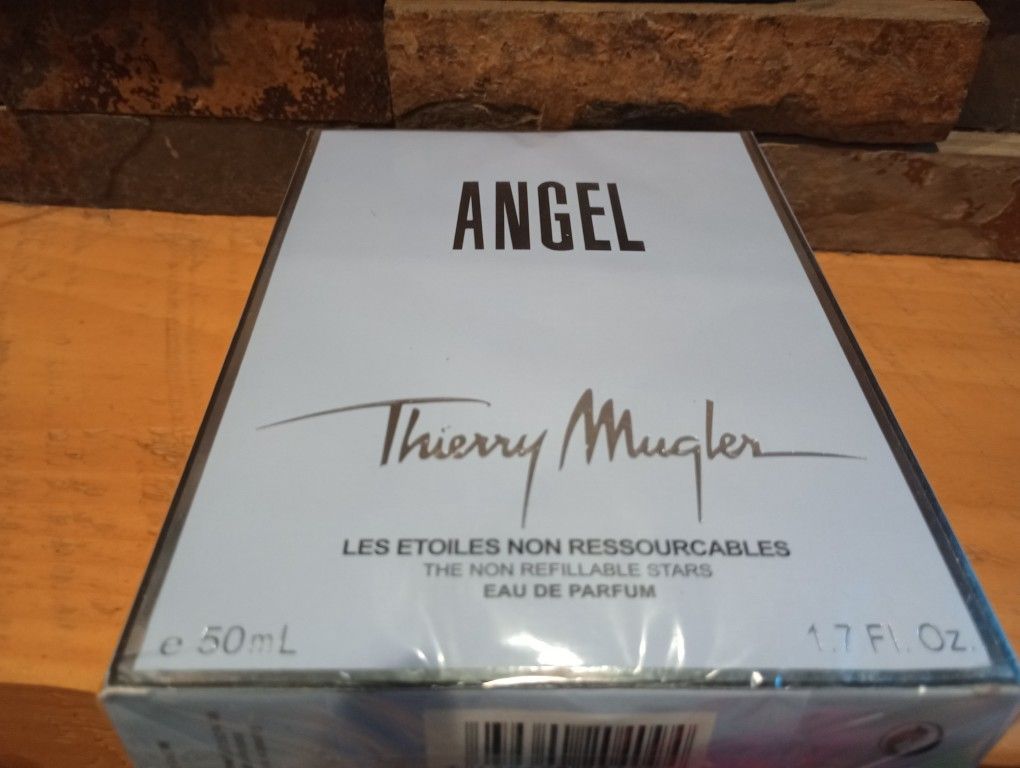 ANGEL
Thierry Mugler
LES ETOILES NON RESSOURCABLES
THE NON REFILLABLE STARS
EAU DE PARFUM
e 50mL 1.7 Fl. Oz.